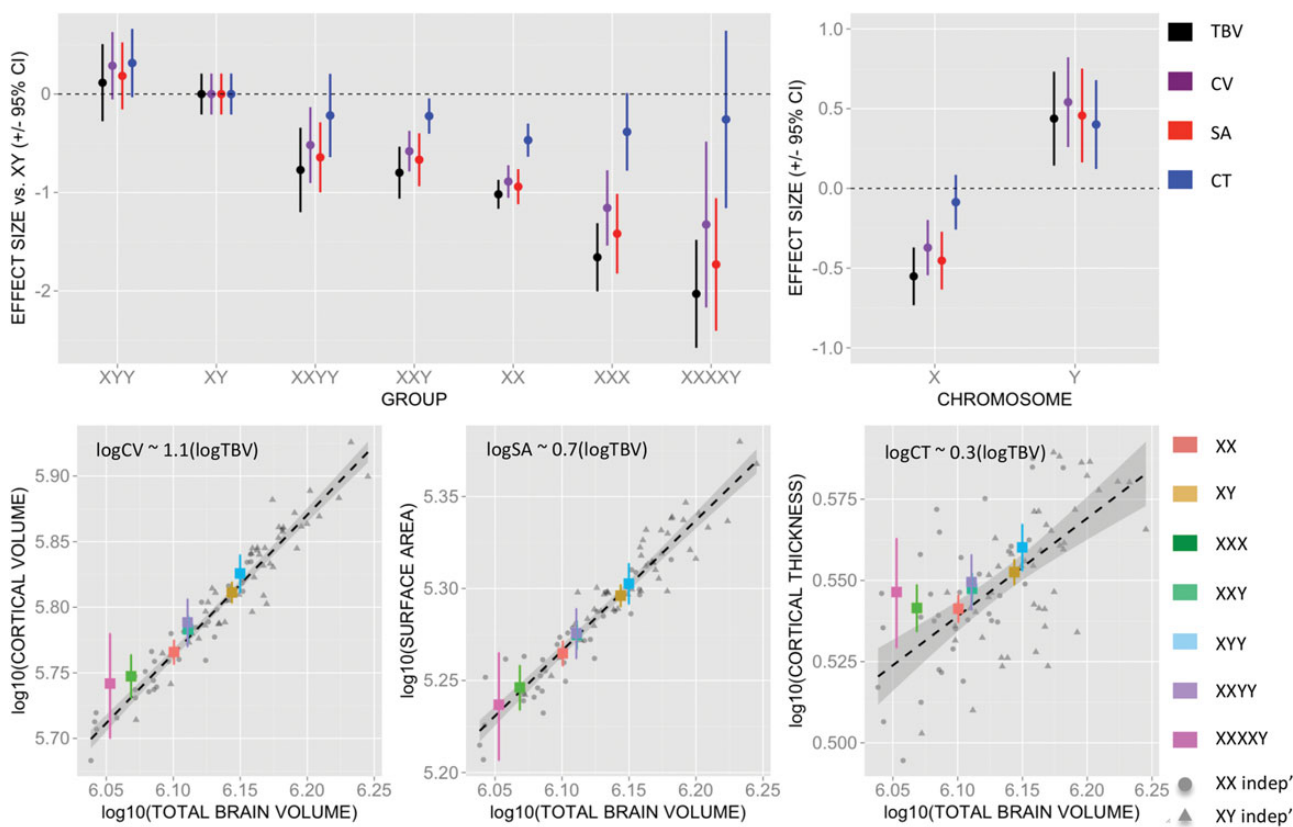 EFFECT SIZE vs. XY (+/- 95% CI)
0
-1
-2
XYY XY XXYY XXY XX XXX XXXXY
GROUP
EFFECT SIZE (+/- 95% CI)
1.0
0.5
0.0
-0.5
-1.0
X Y
CHROMOSOME
TBV
CV
SA
CT
logCV ~ 1.1(logTBV)
log10(CORTICAL VOLUME)
5.90
5.85
5.80
5.75
5.70
6.05 6.10 6.15 6.20 6.25
log10(TOTAL BRAIN VOLUME)
logSA ~ 0.7(logTBV)
log10(SURFACE AREA)
5.35
5.30
5.25
5.20
6.05 6.10 6.15 6.20 6.25
log10(TOTAL BRAIN VOLUME)
logCT ~ 0.3(logTBV)
log10(CORTICAL THICKNESS)
0.575
0.550
0.525
0.500
6.05 6.10 6.15 6.20 6.25
log10(TOTAL BRAIN VOLUME)
XX
XY
XXX
XXY
XYY
XXYY
XXXXY
XX indep’
XY indep’